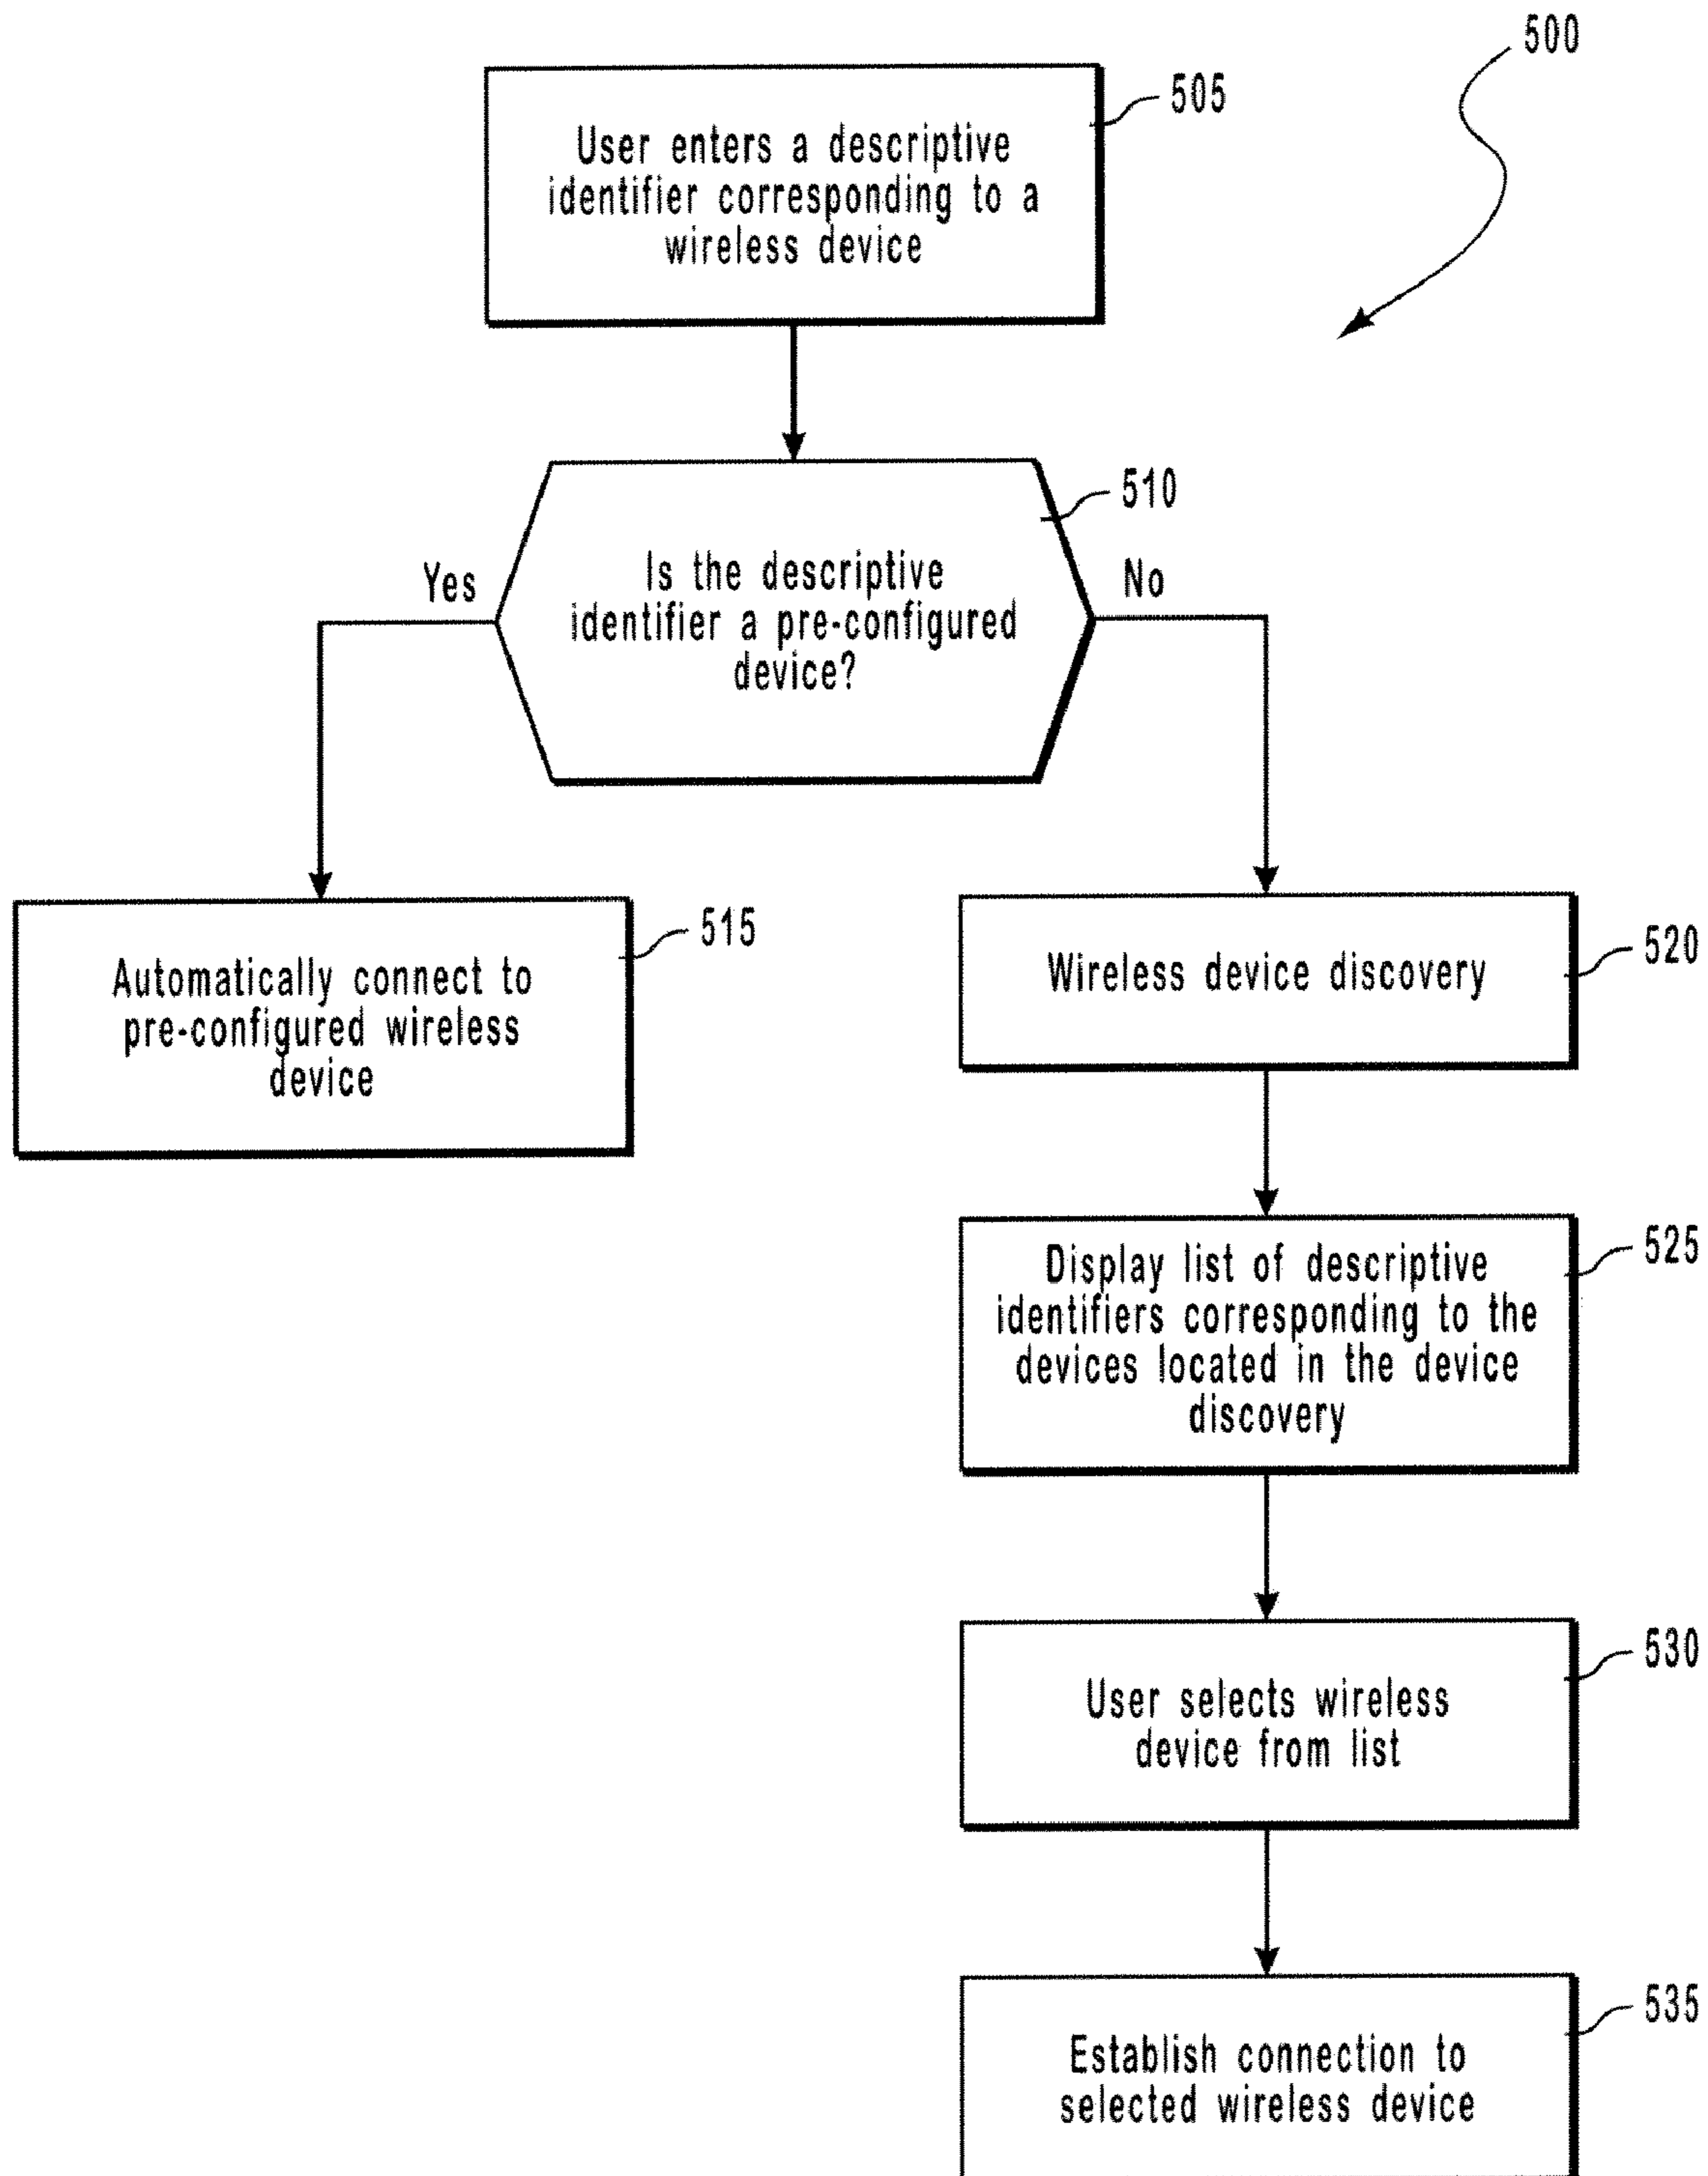 500
505
User enters a descriptive
identifier corresponding to a
wireless device
510
Yes
Is the descriptive
identifier a pre-configured
device?
No
515
Automatically connect to
pre-configured wireless
device
520
Wireless device discovery
525
Display list of descriptive
identifiers corresponding to the
devices located in the device
discovery
530
User selects wireless
device from list
535
Establish connection to
selected wireless device